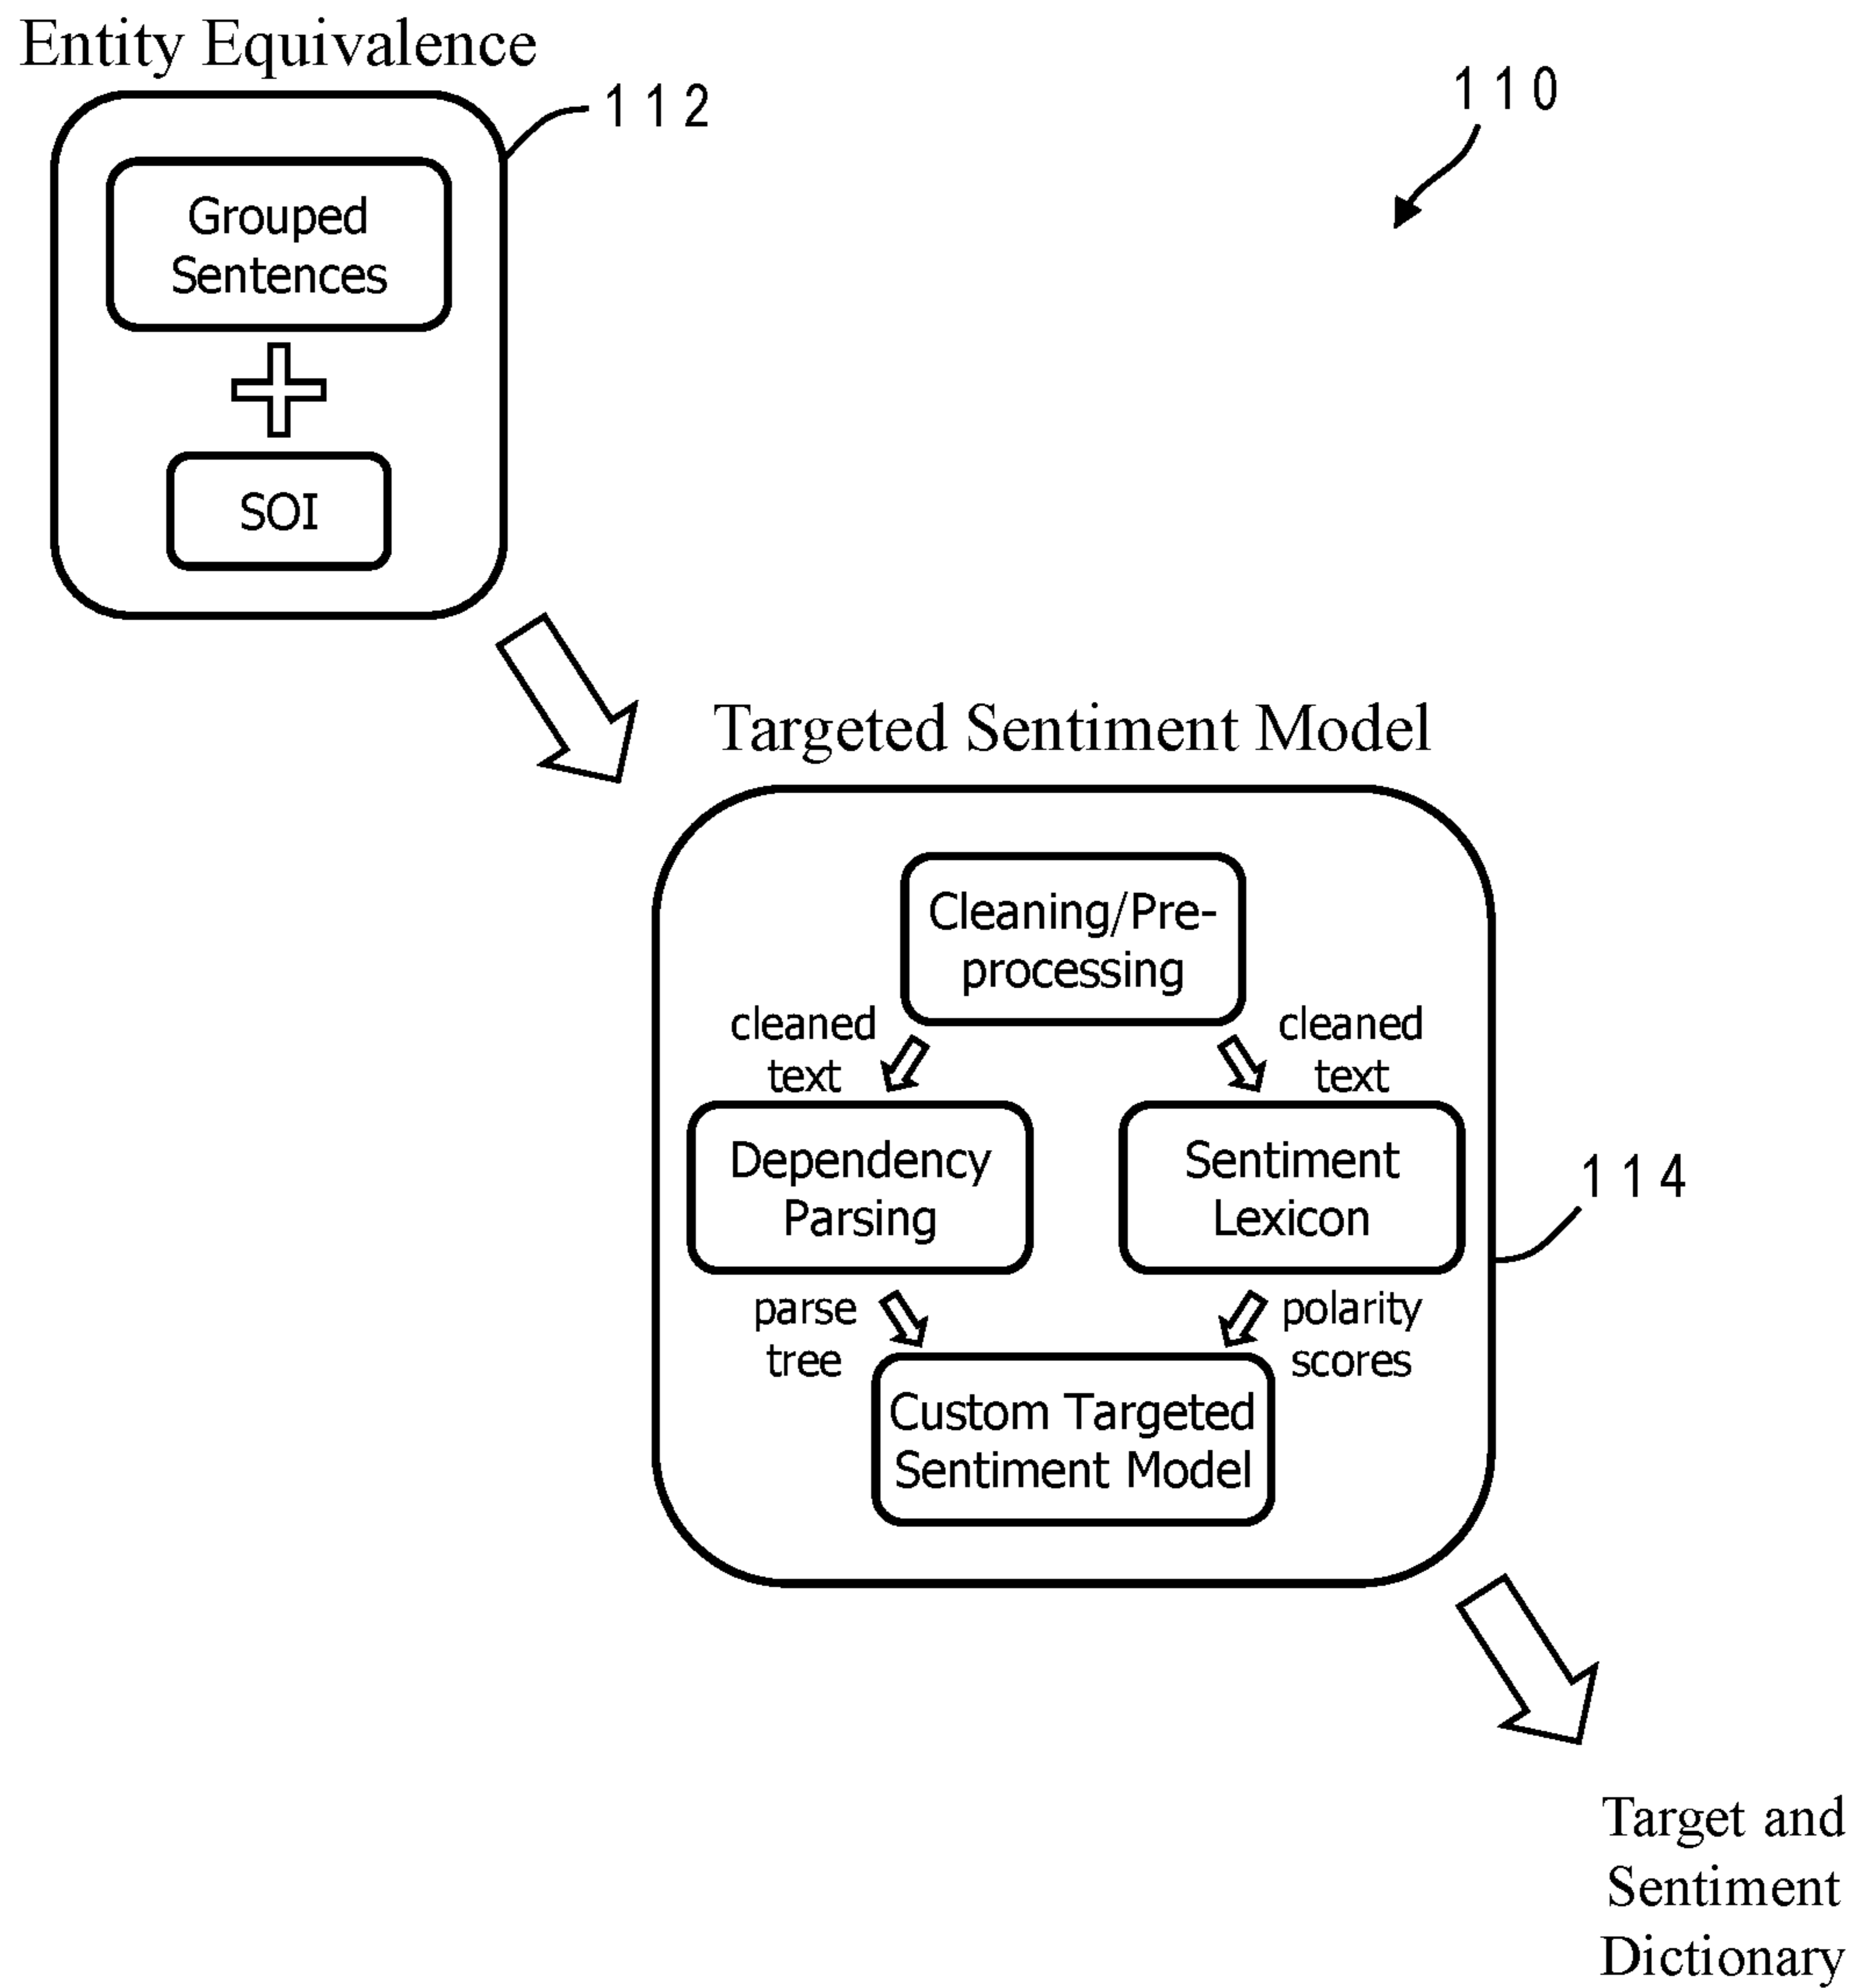 Entity Equivalence
110
112
Grouped
Sentences
SOI
Targeted Sentiment Model
Cleaning/Pre-
processing
cleaned
text
cleaned
text
Dependency
Parsing
Sentiment
Lexicon
114
parse
tree
polarity
scores
Custom Targeted
Sentiment Model
Target and
Sentiment
Dictionary